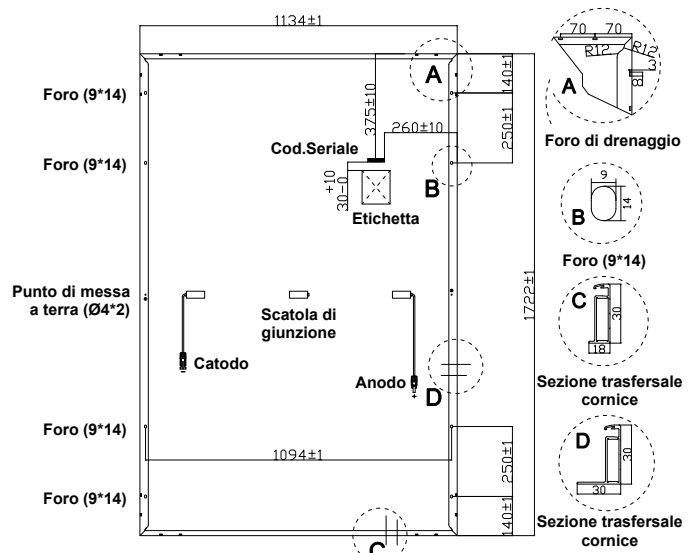 1134±1
A
140±1
250±1
375±10
260±10
Cod.Seriale
+10
30-0
Etichetta
B
Foro (9*14)
Foro (9*14)
Punto di messa
a terra (Ø4*2)
Scatola di
giunzione
Catodo
Anodo
D
1722±1
Foro (9*14)
1094±1
250±1
Foro (9*14)
140±1
C
70 70
R12
R12
3
8
A
Foro di drenaggio
9
14
B
Foro (9*14)
C
30
18
Sezione trasfersale
cornice
D
30
30
Sezione trasfersale
cornice